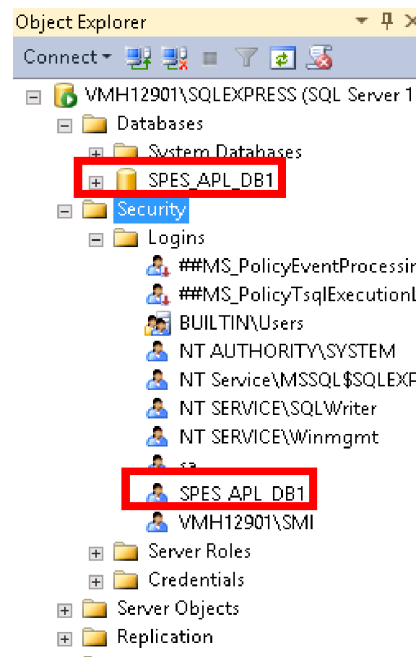 Object Explorer
Connect
VMH12901\SQLEXPRESS (SQL Server 1
Databases
System Databases
SPES_APL_DB1
Security
Logins
##MS_PolicyEventProcessin
##MS_PolicyTsqlExecutionL
BUILTIN\Users
NT AUTHORITY\SYSTEM
NT Service\MSSQL$SQLEXP
NT SERVICE\SQLWriter
NT SERVICE\Winmgmt
sa
SPES_APL_DB1
VMH12901\SMI
Server Roles
Credentials
Server Objects
Replication